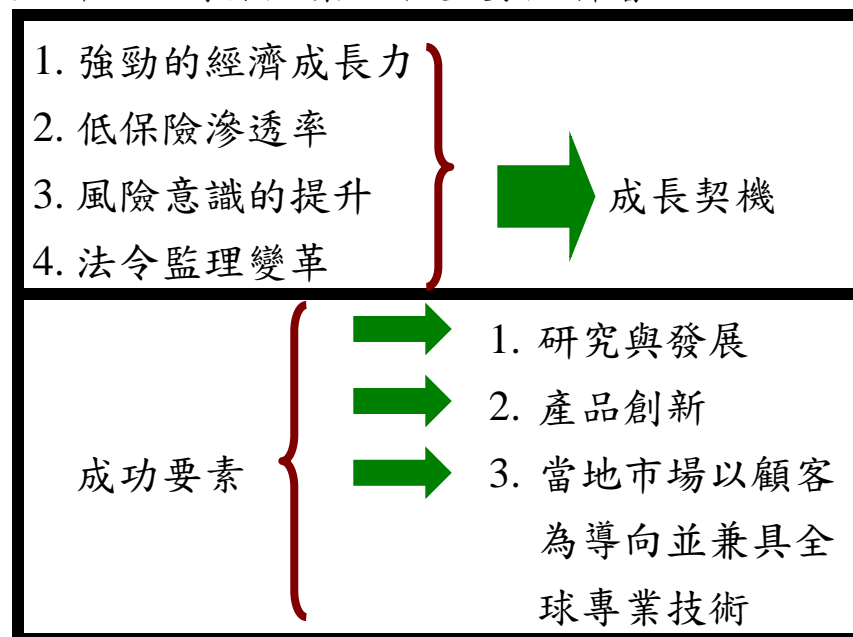 1. 強勁的經濟成長力
2. 低保險滲透率
3. 風險意識的提升
4. 法令監理變革
成長契機
成功要素
1. 研究與發展
2. 產品創新
3. 當地市場以顧客
為導向並兼具全
球專業技術